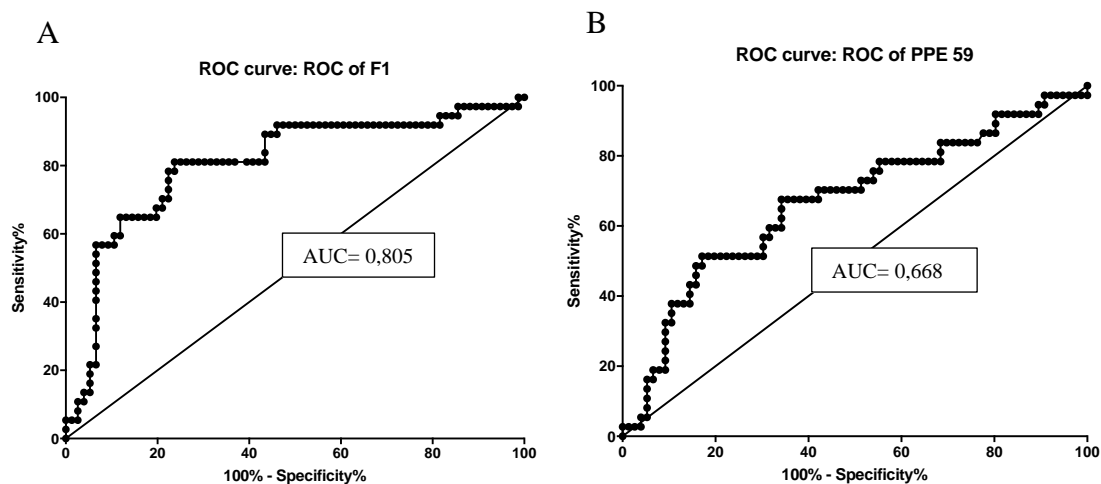 A
ROC curve: ROC of F1
100
80
60
40
20
0
Sensitivity%
AUC= 0,805
0 20 40 60 80 100
100% - Specificity%
B
ROC curve: ROC of PPE 59
100
80
60
40
20
0
Sensitivity%
AUC= 0,668
0 20 40 60 80 100
100% - Specificity%